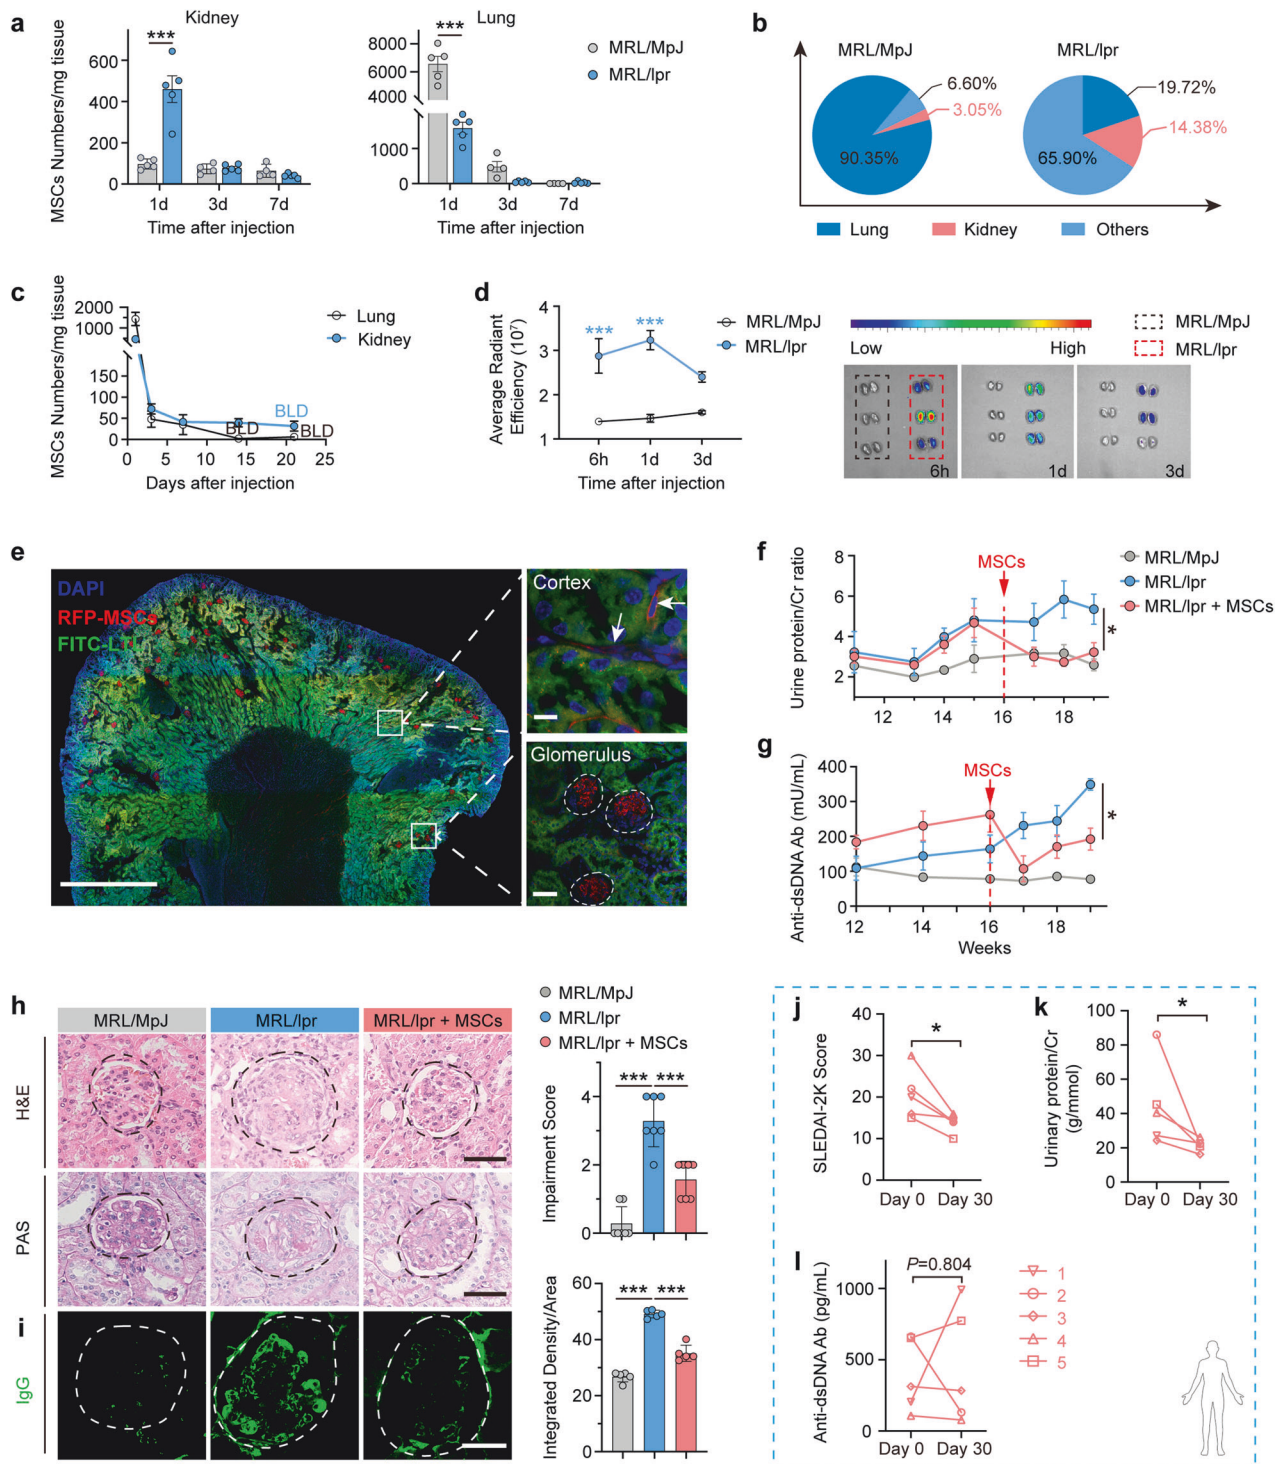 a
Kidney
Lung
MSCs Numbers/mg tissue
600
400
200
0
***
1d
3d
7d
Time after injection
8000
6000
4000
1000
0
***
1d
3d
7d
Time after injection
MRL/MpJ
MRL/lpr
b
MRL/MpJ
MRL/lpr
6.60%
3.05%
90.35%
19.72%
14.38%
65.90%
Lung
Kidney
Others
c
MSCs Numbers/mg tissue
2000
1000
150
100
50
0
Lung
Kidney
BLD
BLD
BLD
0 5 10 15 20 25
Days after injection
d
Average Radiant
Efficiency (10⁷)
4
3
2
1
***
***
MRL/MpJ
MRL/lpr
6h 1d 3d
Time after injection
Low
High
MRL/MpJ
MRL/lpr
6h
1d
3d
e
DAPI
RFP-MSCs
FITC-LTL
Cortex
Glomerulus
f
Urine protein/Cr ratio
8
6
4
2
MSCs
*
12 14 16 18
MRL/MpJ
MRL/lpr
MRL/lpr + MSCs
g
Anti-dsDNA Ab (mU/mL)
400
300
200
100
0
MSCs
*
12 14 16 18
Weeks
h
MRL/MpJ
MRL/lpr
MRL/lpr + MSCs
H&E
PAS
i
IgG
MRL/MpJ
MRL/lpr
MRL/lpr + MSCs
Impairment Score
4
2
0
*** ***
Integrated Density/Area
60
40
20
0
*** ***
j
SLEDAI-2K Score
40
30
20
10
0
*
Day 0 Day 30
k
Urinary protein/Cr
(g/mmol)
100
80
60
40
20
0
*
Day 0 Day 30
l
Anti-dsDNA Ab (pg/mL)
1000
500
0
P=0.804
Day 0 Day 30
1
2
3
4
5